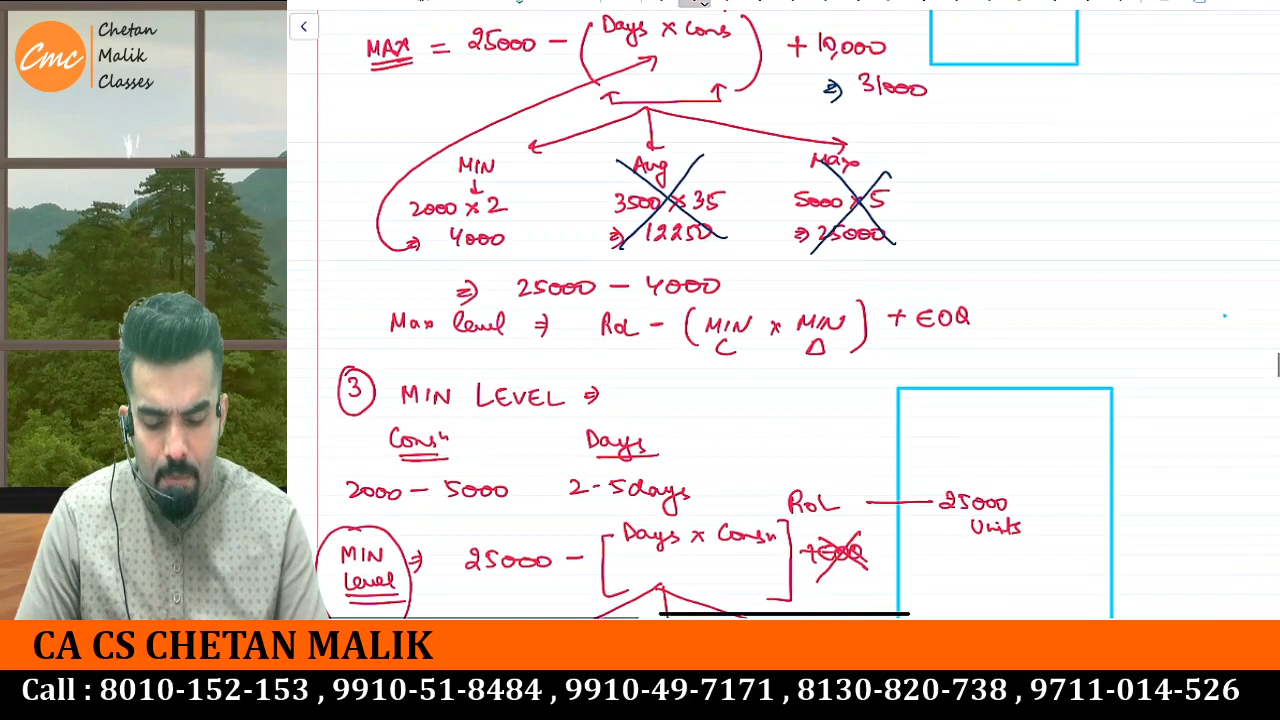 Cmc
Chetan
Malik
Classes
MAX = 25000 - ( Days x Cons ) + 10,000
⇒ 31000
MIN
2000 x 2
⇒ 4000
Avg
3500 x 35
⇒ 12250
Max
5000 x 5
⇒ 25000
⇒ 25000 - 4000
Max level ⇒ RoL - ( MIN C x MIN D ) + EOQ
3 MIN LEVEL ⇒
Consn Days
2000 - 5000 2-5 days
RoL 25000
Units
MIN Level ⇒ 25000 - [ Days x Consn ] + EOQ
CA CS CHETAN MALIK
Call : 8010-152-153 , 9910-51-8484 , 9910-49-7171 , 8130-820-738 , 9711-014-526